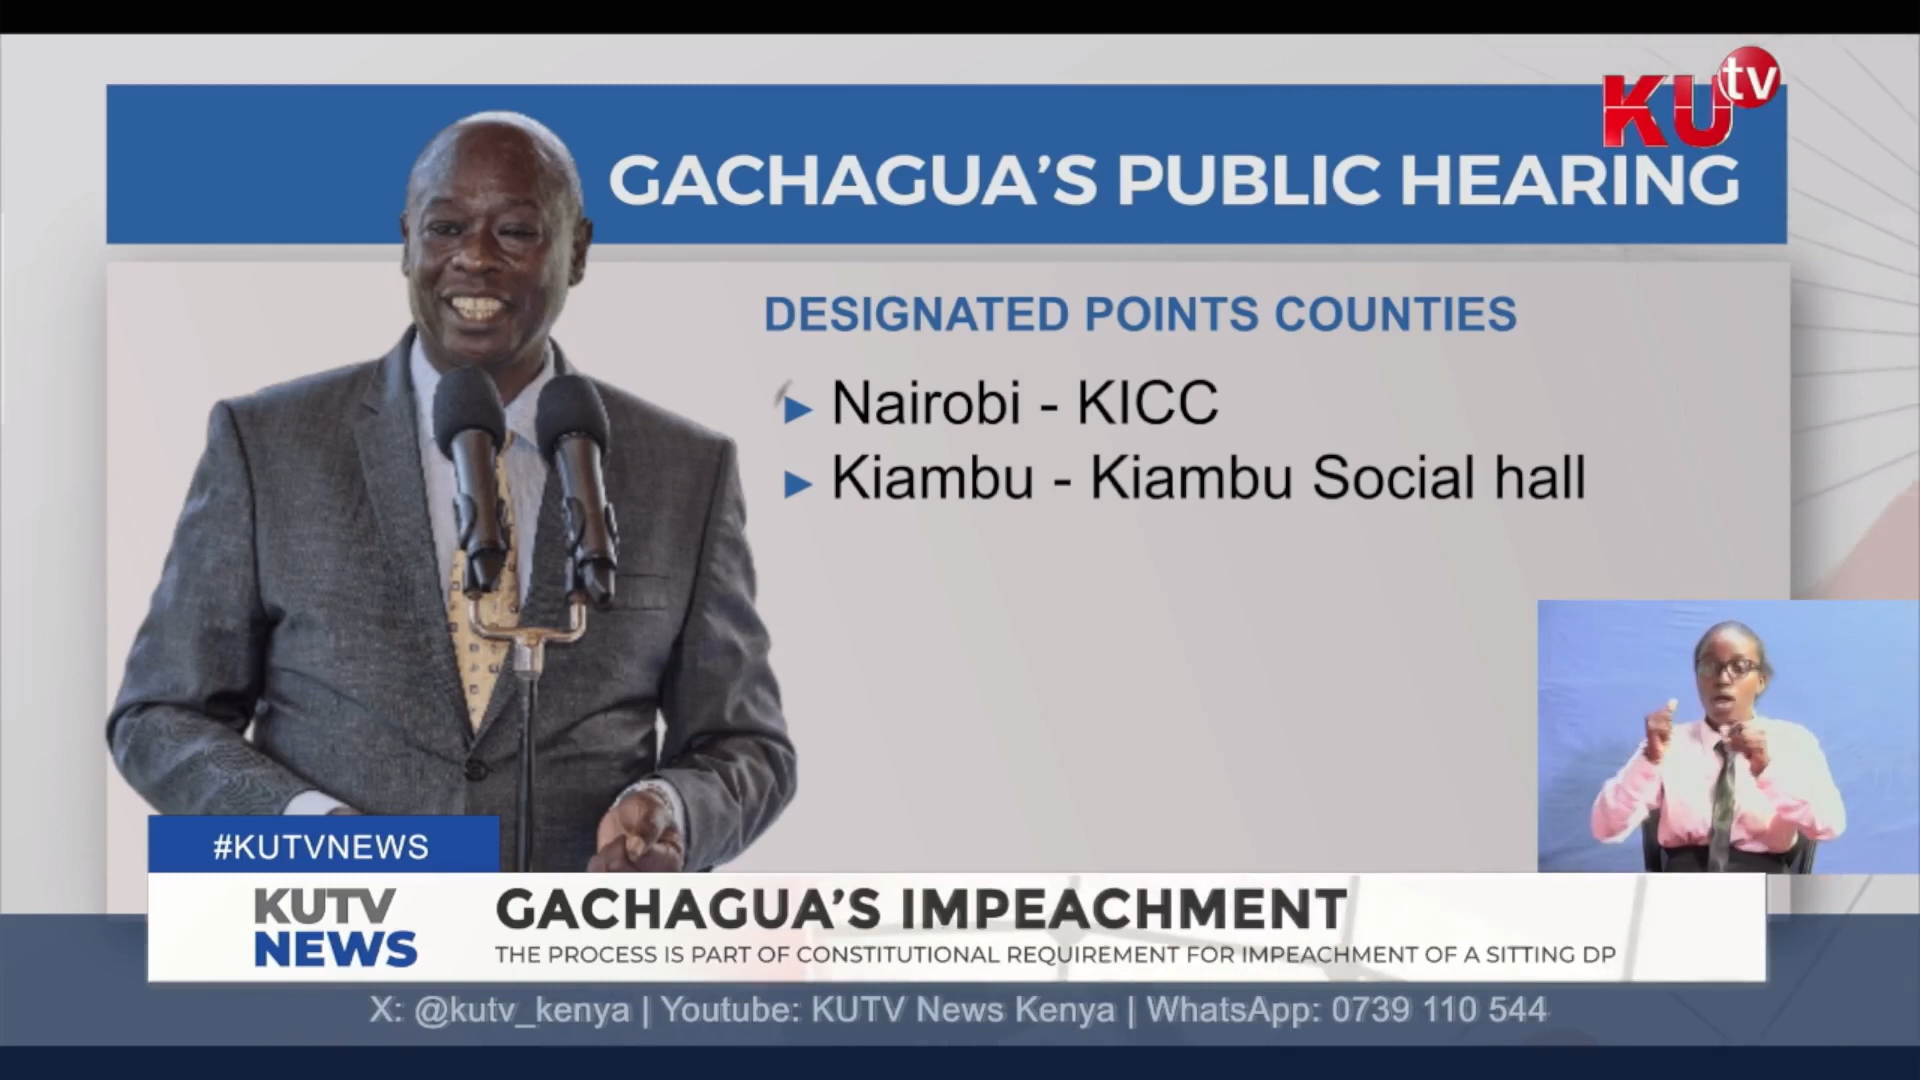 KU tv
GACHAGUA’S PUBLIC HEARING
DESIGNATED POINTS COUNTIES
► Nairobi - KICC
► Kiambu - Kiambu Social hall
#KUTVNEWS
KUTV
NEWS
GACHAGUA’S IMPEACHMENT
THE PROCESS IS PART OF CONSTITUTIONAL REQUIREMENT FOR IMPEACHMENT OF A SITTING DP
X: @kutv_kenya | Youtube: KUTV News Kenya | WhatsApp: 0739 110 544